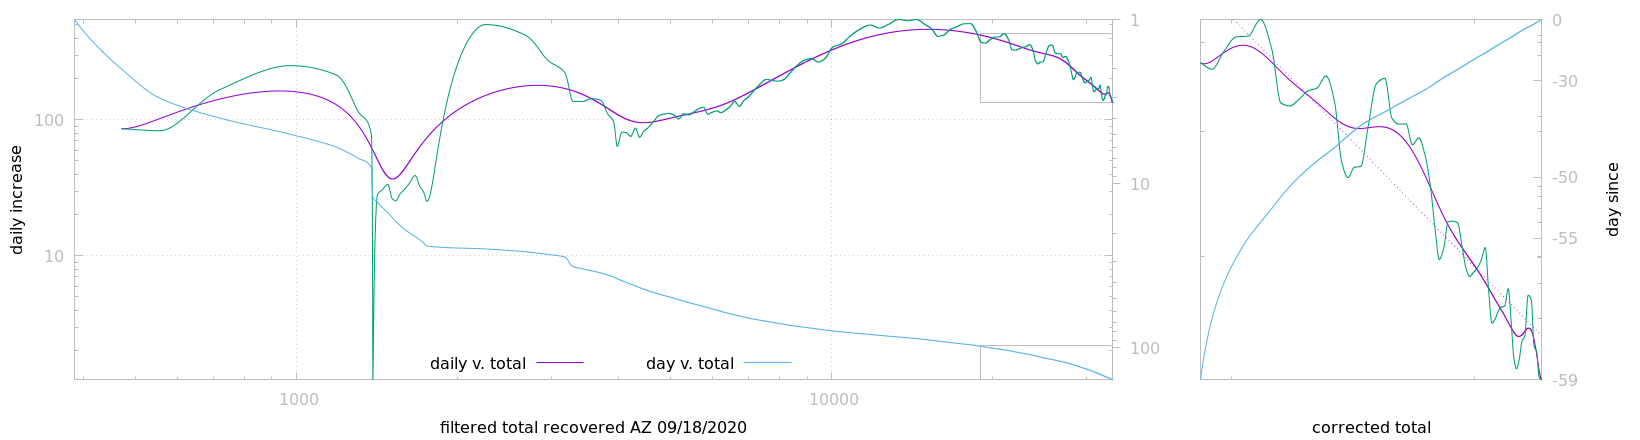 daily increase
100
10
1000
10000
1
10
100
daily v. total
day v. total
filtered total recovered AZ 09/18/2020
0
-30
-50
-55
-59
day since
corrected total